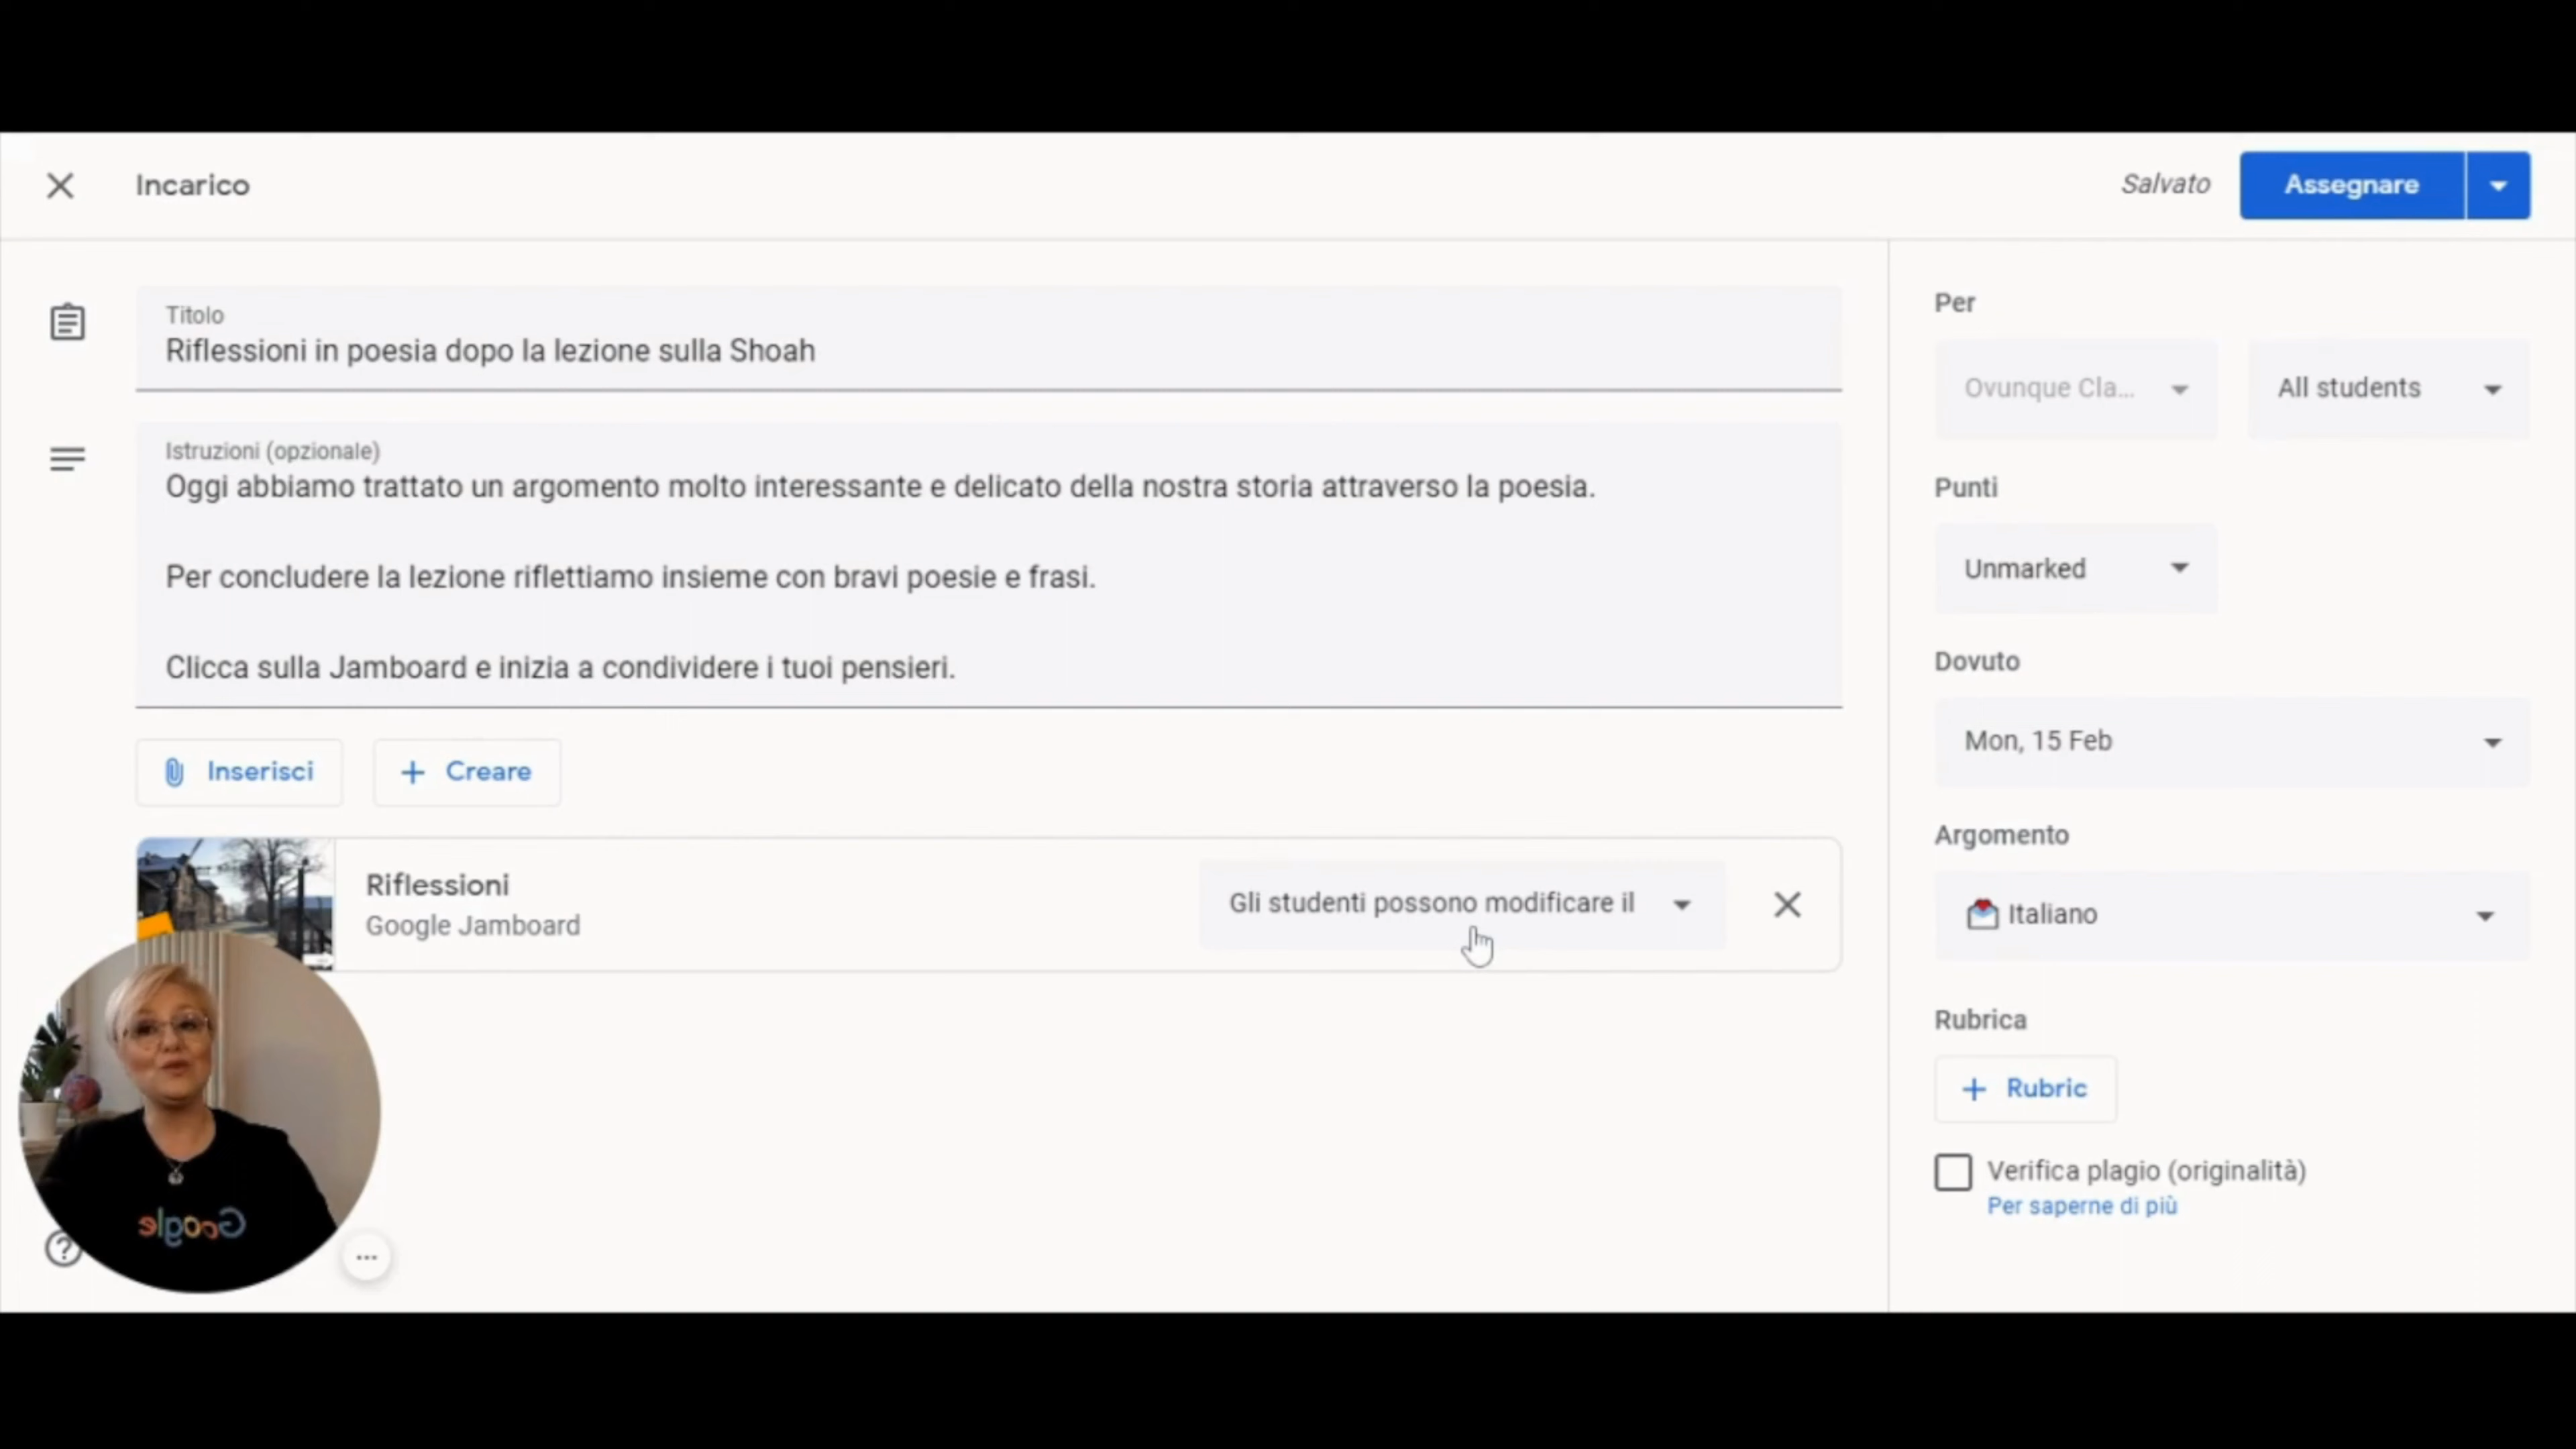 Incarico
Salvato
Assegnare
Titolo
Riflessioni in poesia dopo la lezione sulla Shoah
Istruzioni (opzionale)
Oggi abbiamo trattato un argomento molto interessante e delicato della nostra storia attraverso la poesia.
Per concludere la lezione riflettiamo insieme con bravi poesie e frasi.
Clicca sulla Jamboard e inizia a condividere i tuoi pensieri.
Inserisci
Creare
Riflessioni
Google Jamboard
Gli studenti possono modificare il
Google
Per
Ovunque Cla...
All students
Punti
Unmarked
Dovuto
Mon, 15 Feb
Argomento
Italiano
Rubrica
Rubric
Verifica plagio (originalità)
Per saperne di più